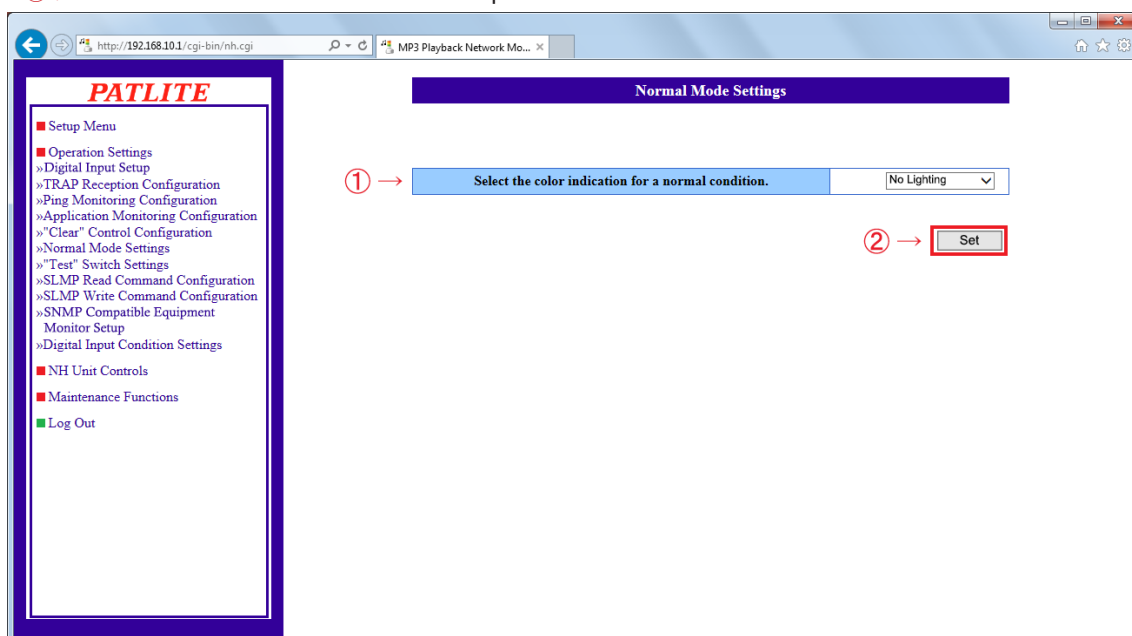 http://192.168.10.1/cgi-bin/nh.cgi
MP3 Playback Network Mo...
PATLITE
Setup Menu
Operation Settings
»Digital Input Setup
»TRAP Reception Configuration
»Ping Monitoring Configuration
»Application Monitoring Configuration
»"Clear" Control Configuration
»Normal Mode Settings
»"Test" Switch Settings
»SLMP Read Command Configuration
»SLMP Write Command Configuration
»SNMP Compatible Equipment
Monitor Setup
»Digital Input Condition Settings
NH Unit Controls
Maintenance Functions
Log Out
Normal Mode Settings
① → Select the color indication for a normal condition. No Lighting
② → Set